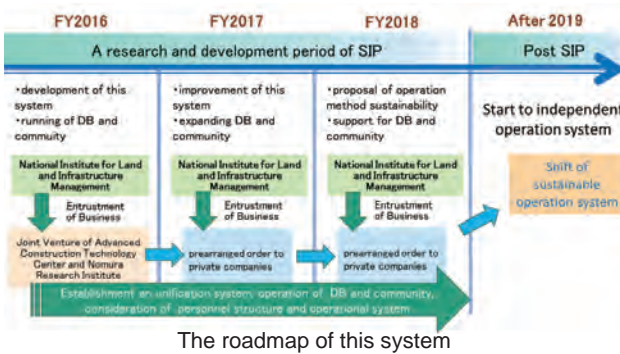 FY2016
FY2017
FY2018
After 2019
A research and development period of SIP
Post SIP
・development of this
system
・running of DB and
commuity
・improvement of this
system
・expanding DB and
community
・proposal of operation
method sustainability
・support for DB and
community
Start to independent
operation system
National Institute for Land
and Infrastructure
Management
National Institute for Land
and Infrastructure
Management
National Institute for Land
and Infrastructure
Management
Shift of
sustainable
operation system
Entrustment
of Business
Entrustment
of Business
Entrustment
of Business
Joint Venture of Advanced
Construction Technology
Center and Nomura
Research Institute
prearranged order to
private companies
prearranged order to
private companies
Establishment an unification system, operation of DB and community,
consideration of personnel structure and operational system
The roadmap of this system